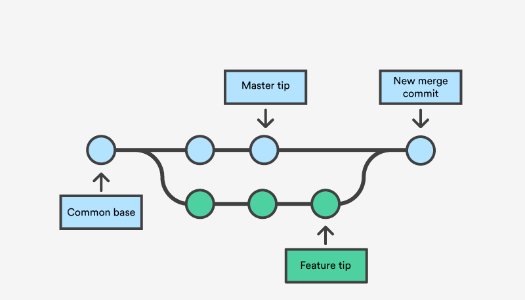 Master tip
New merge
commit
Common base
Feature tip